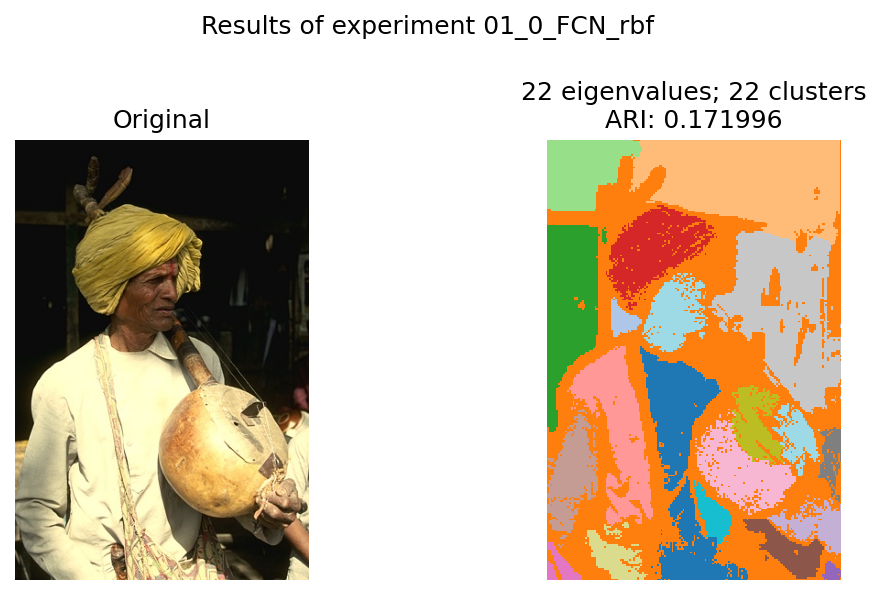 Results of experiment 01_0_FCN_rbf
Original
22 eigenvalues; 22 clusters
ARI: 0.171996